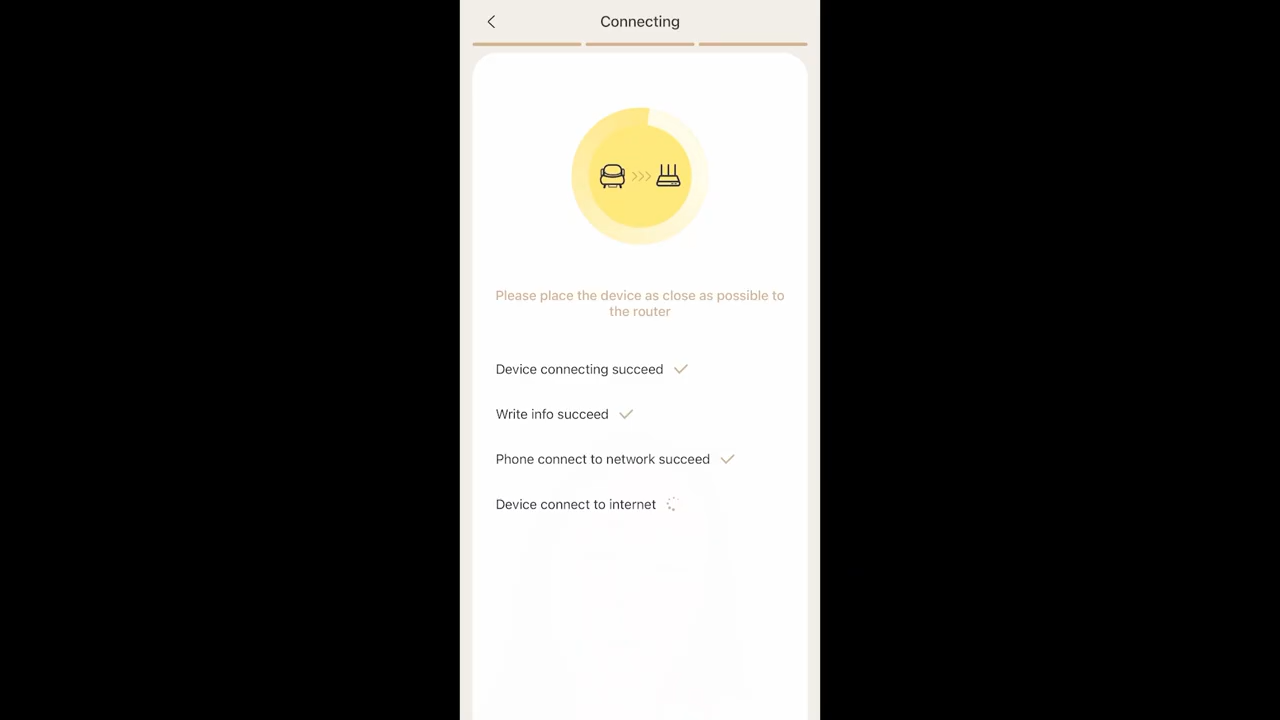 Connecting
Please place the device as close as possible to
the router
Device connecting succeed
Write info succeed
Phone connect to network succeed
Device connect to internet